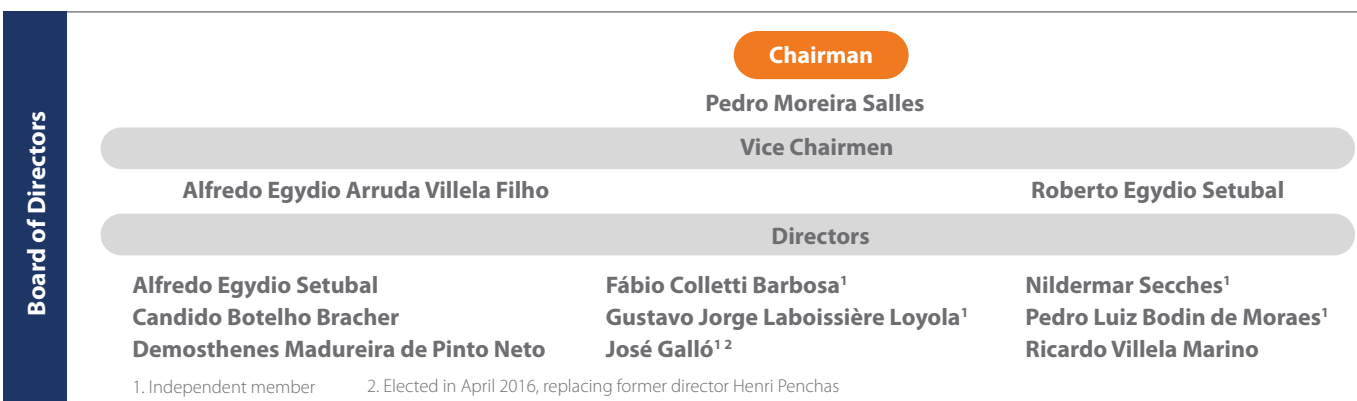 Board of Directors
Chairman
Pedro Moreira Salles
Vice Chairmen
Alfredo Egydio Arruda Villela Filho
Roberto Egydio Setubal
Directors
Alfredo Egydio Setubal
Candido Botelho Bracher
Demosthenes Madureira de Pinto Neto
Fábio Colletti Barbosa¹
Gustavo Jorge Laboissière Loyola¹
José Galló¹ ²
Nildermar Secches¹
Pedro Luiz Bodin de Moraes¹
Ricardo Villela Marino
1. Independent member
2. Elected in April 2016, replacing former director Henri Penchas